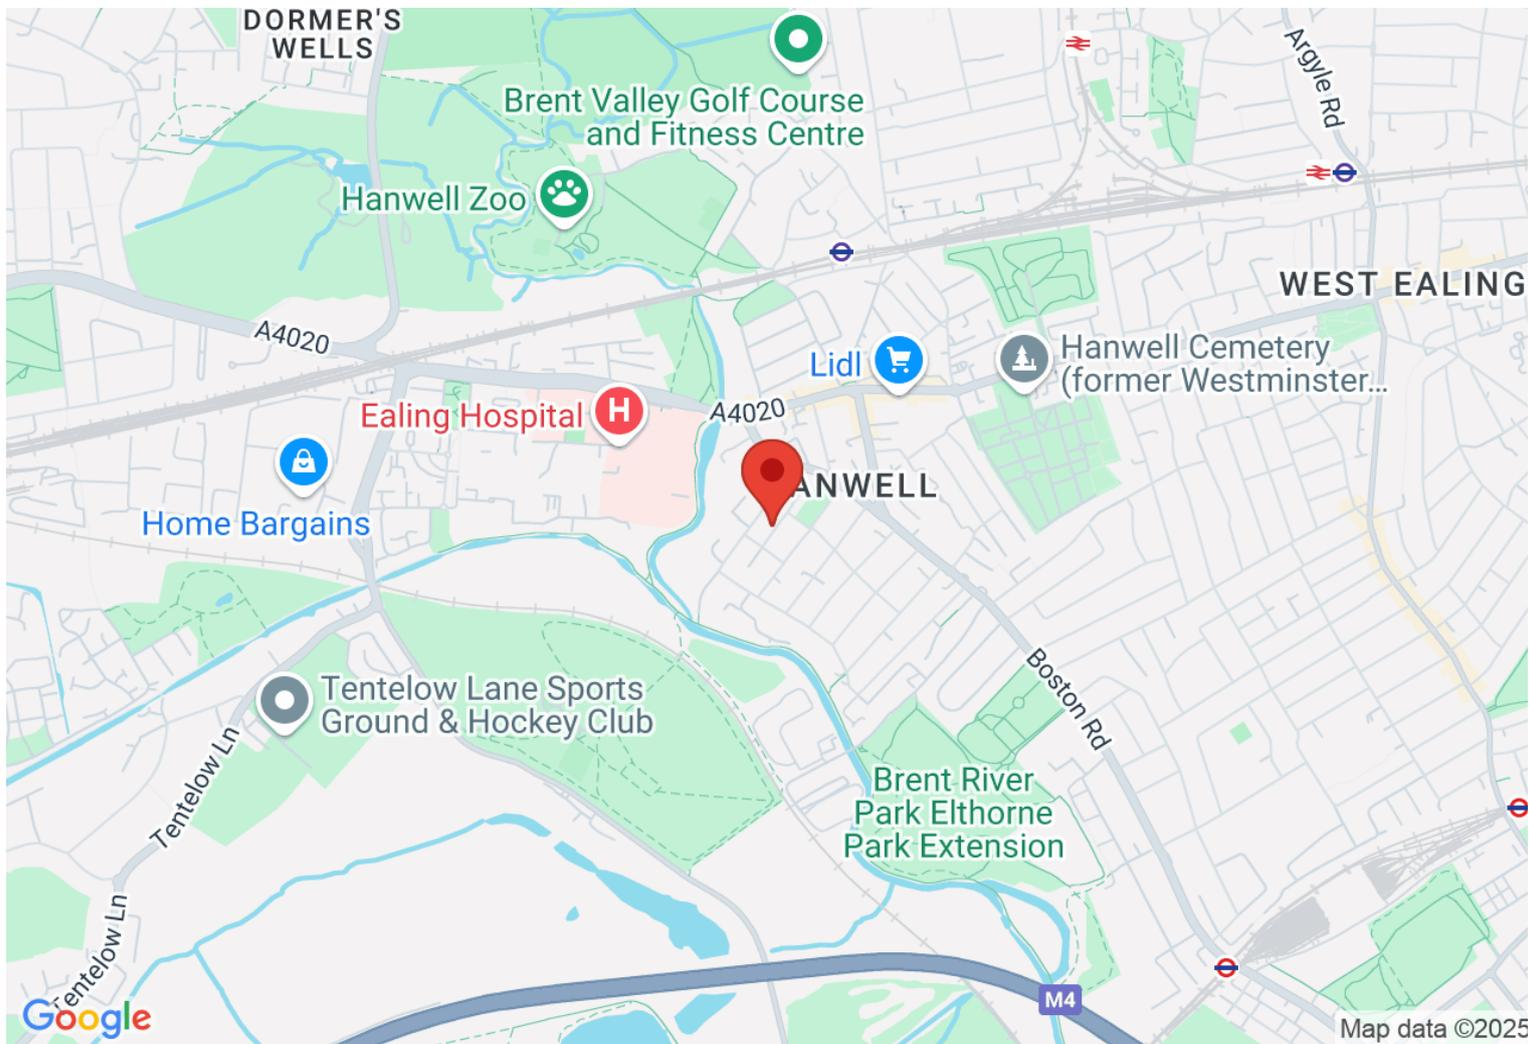 DORMER'S
WELLS
Argyle Rd
Brent Valley Golf Course
and Fitness Centre
Hanwell Zoo
WEST EALING
A4020
Hanwell Cemetery
(former Westminster...
Lidl
A4020
Ealing Hospital
H
ANWELL
Home Bargains
Tentelow Lane Sports
Ground & Hockey Club
Boston Rd
Tentelow Ln
Brent River
Park Elthorne
Park Extension
Tentelow Ln
M4
Google
Map data ©2025